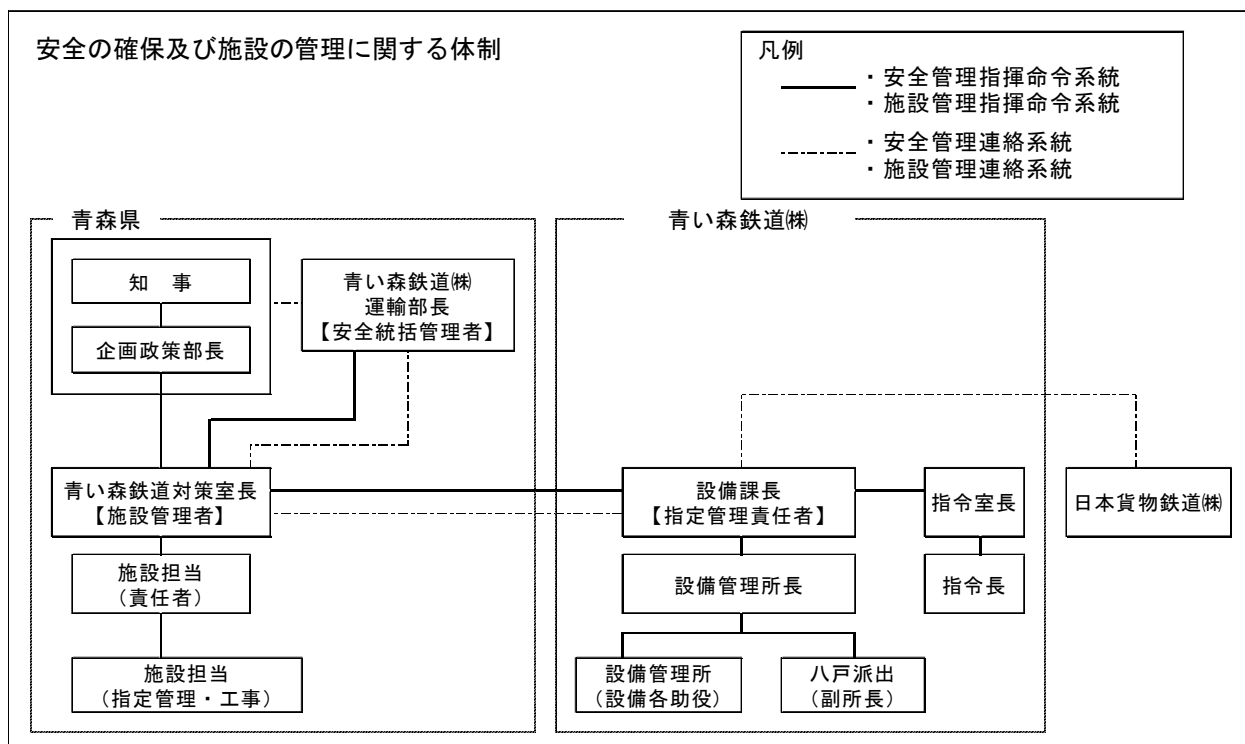 安全の確保及び施設の管理に関する体制
凡例
・安全管理指揮命令系統
・施設管理指揮命令系統
・安全管理連絡系統
・施設管理連絡系統
青森県
知　事
企画政策部長
青い森鉄道㈱
運輸部長
【安全統括管理者】
青い森鉄道対策室長
【施設管理者】
施設担当
（責任者）
施設担当
（指定管理・工事）
青い森鉄道㈱
設備課長
【指定管理責任者】
指令室長
設備管理所長
指令長
設備管理所
（設備各助役）
八戸派出
（副所長）
日本貨物鉄道㈱